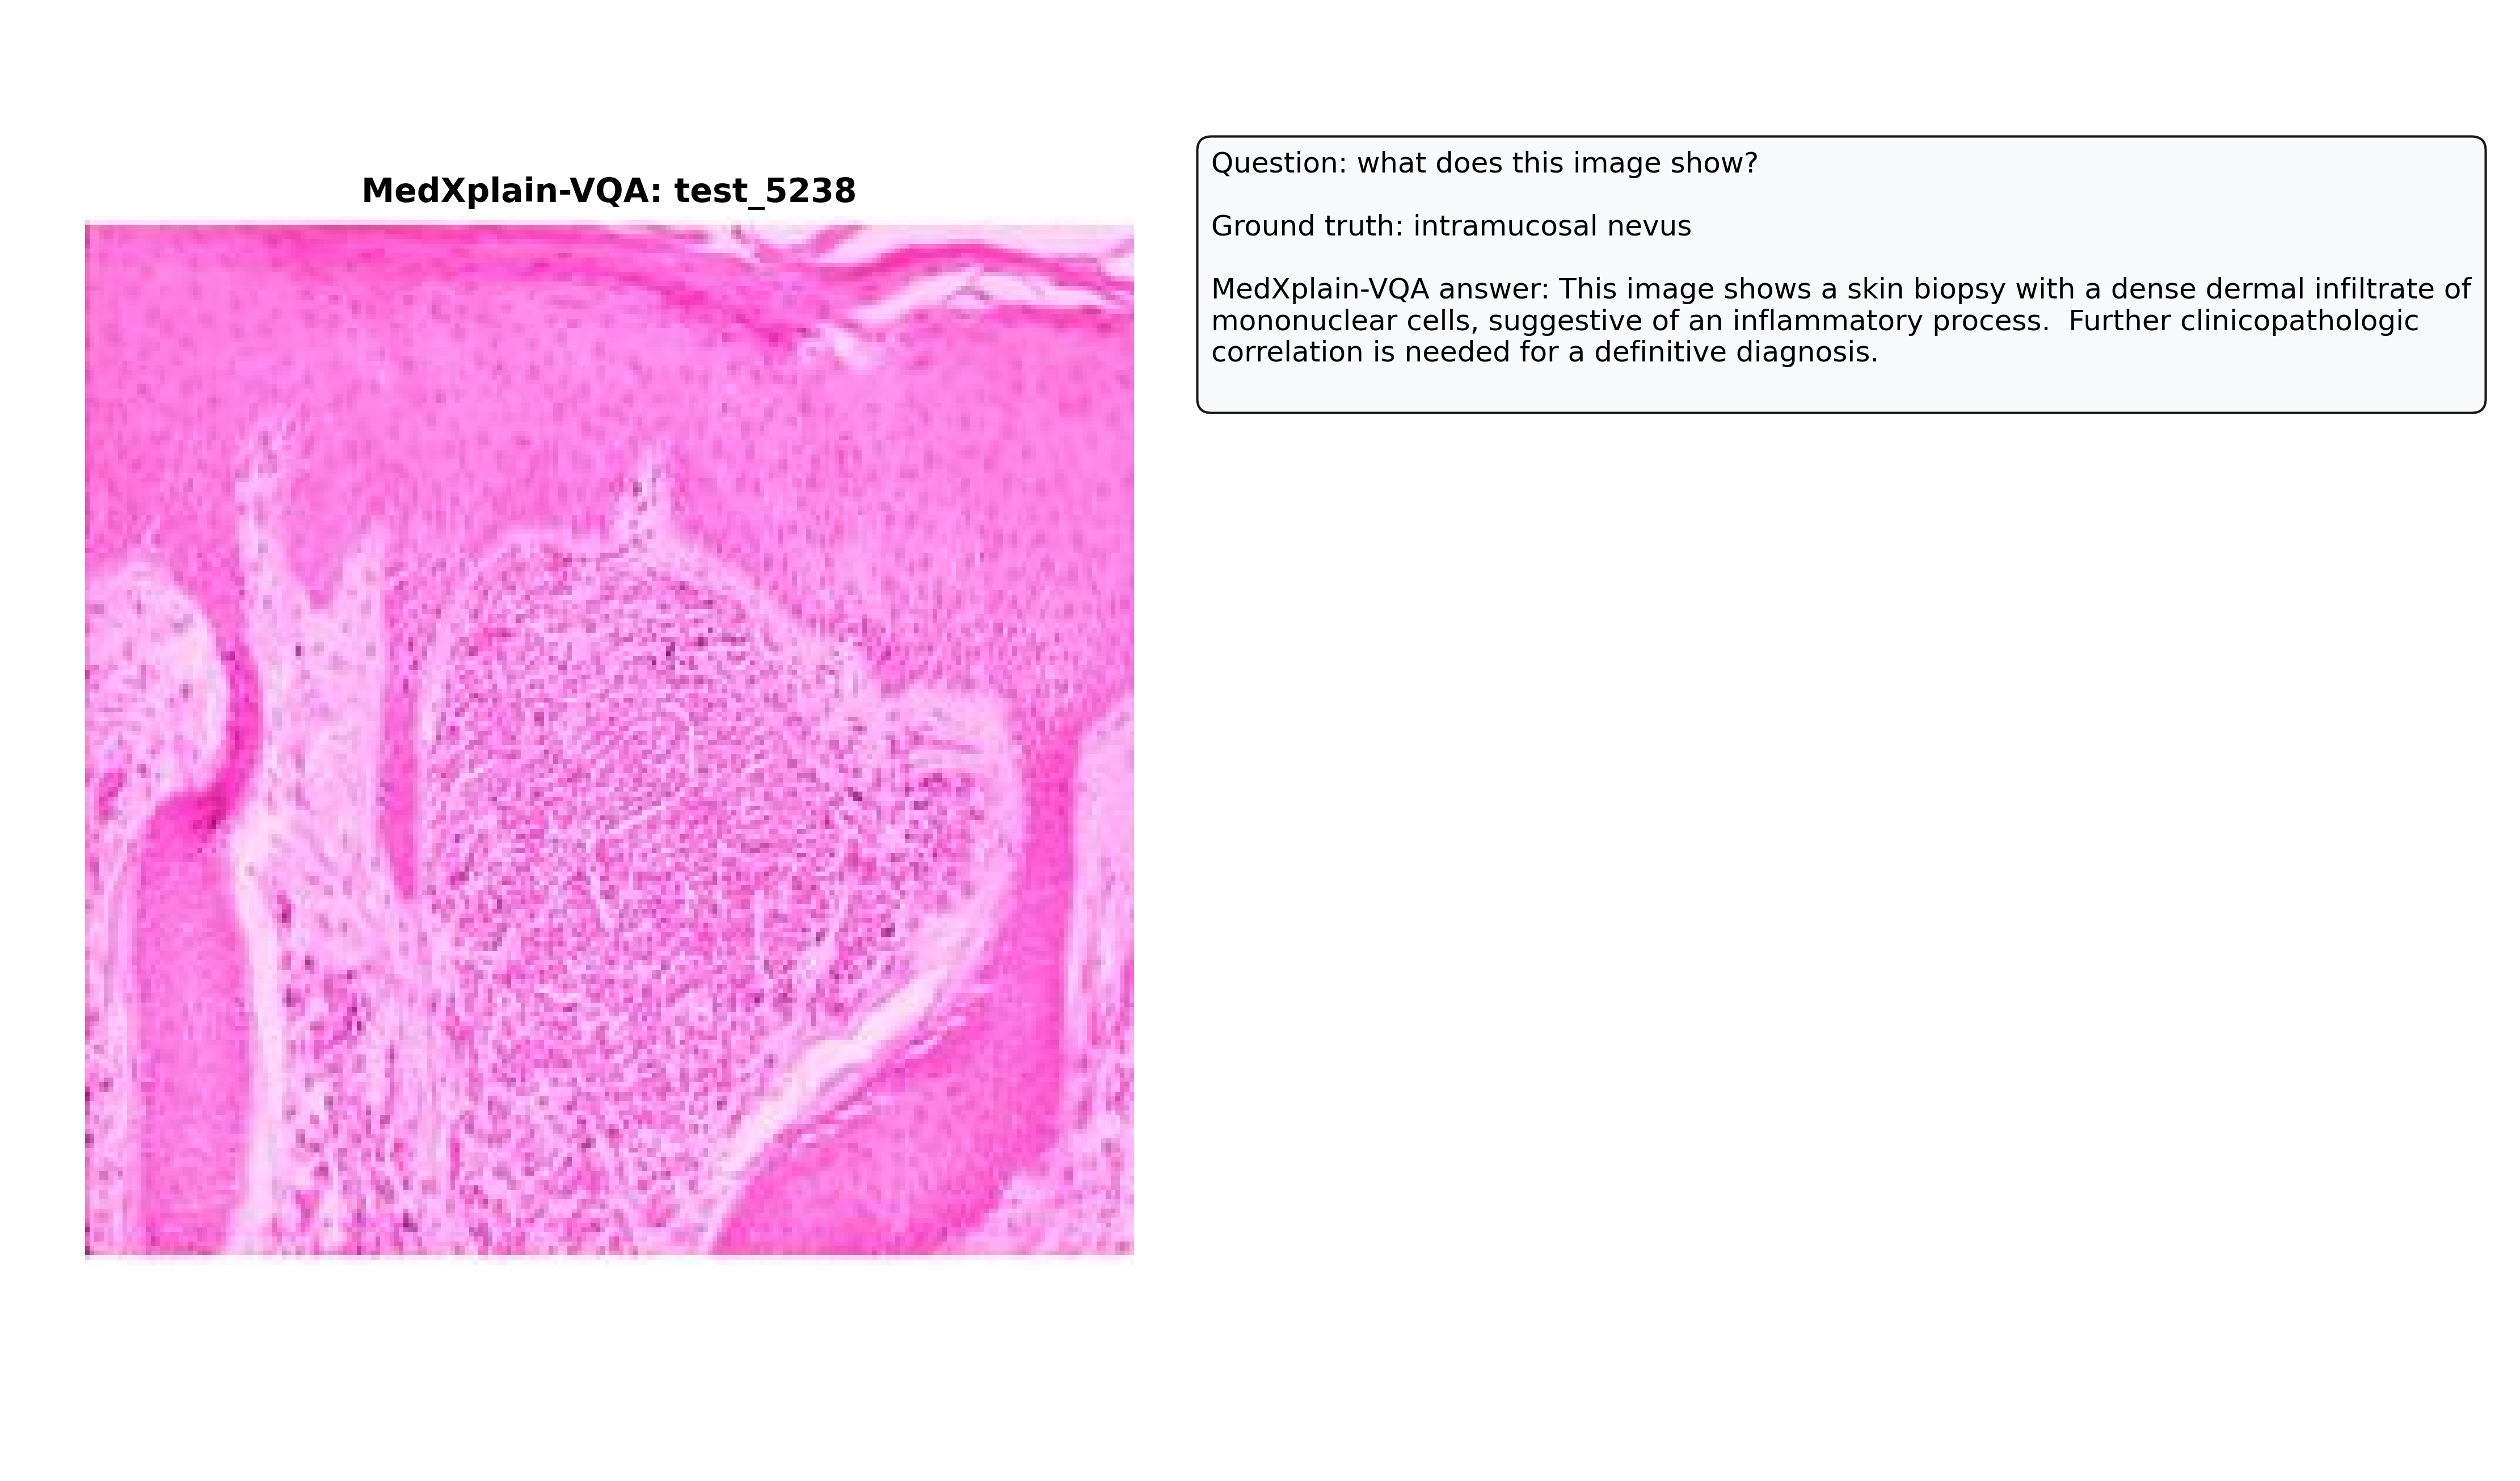 MedXplain-VQA: test_5238
Question: what does this image show?
Ground truth: intramucosal nevus
MedXplain-VQA answer: This image shows a skin biopsy with a dense dermal infiltrate of
mononuclear cells, suggestive of an inflammatory process.  Further clinicopathologic
correlation is needed for a definitive diagnosis.